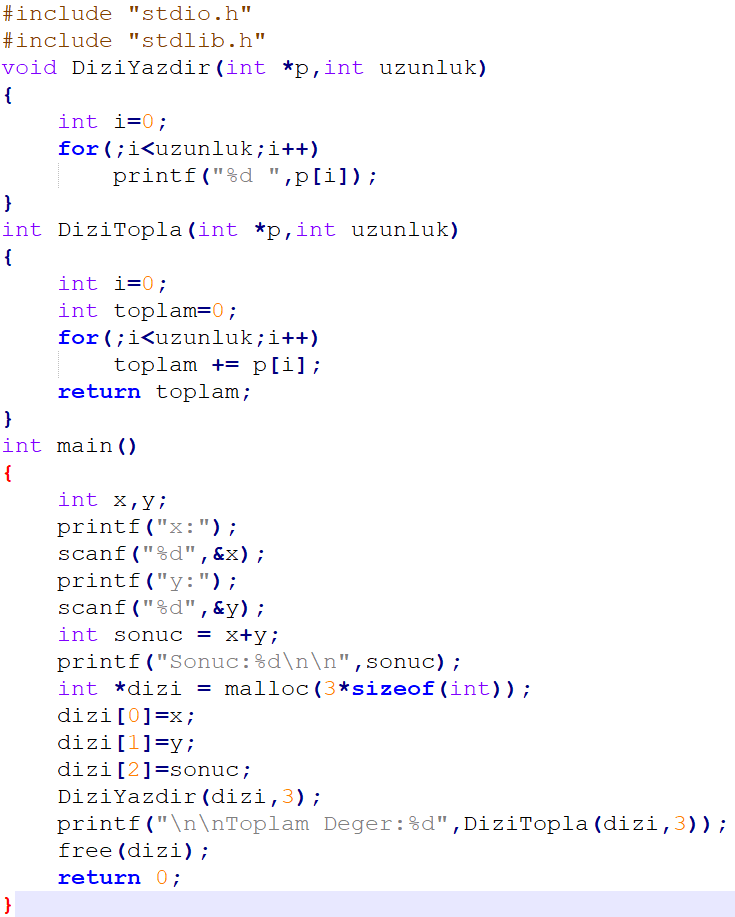 #include "stdio.h"
#include "stdlib.h"
void DiziYazdir(int *p,int uzunluk)
{
    int i=0;
    for(;i<uzunluk;i++)
        printf("%d ",p[i]);
}
int DiziTopla(int *p,int uzunluk)
{
    int i=0;
    int toplam=0;
    for(;i<uzunluk;i++)
        toplam += p[i];
    return toplam;
}
int main()
{
    int x,y;
    printf("x:");
    scanf("%d",&x);
    printf("y:");
    scanf("%d",&y);
    int sonuc = x+y;
    printf("Sonuc:%d\n\n",sonuc);
    int *dizi = malloc(3*sizeof(int));
    dizi[0]=x;
    dizi[1]=y;
    dizi[2]=sonuc;
    DiziYazdir(dizi,3);
    printf("\n\nToplam Deger:%d",DiziTopla(dizi,3));
    free(dizi);
    return 0;
}